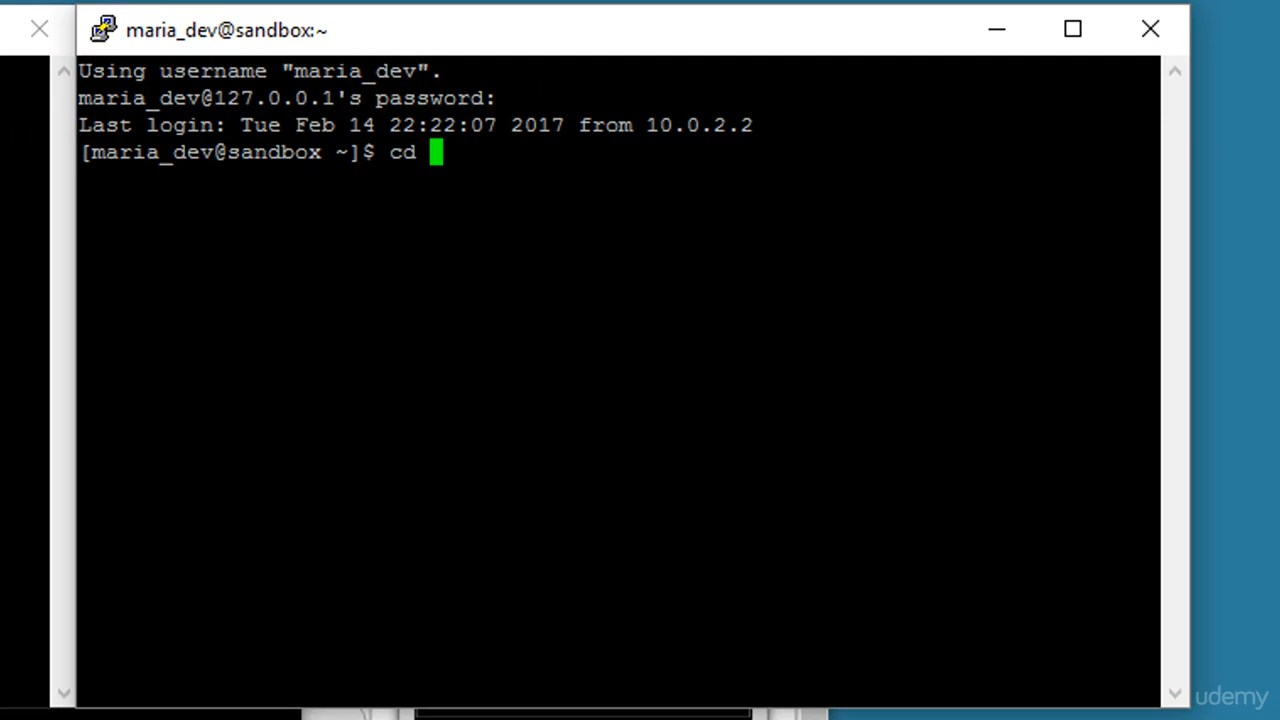 maria_dev@sandbox:~
Using username "maria_dev".
maria_dev@127.0.0.1's password:
Last login: Tue Feb 14 22:22:07 2017 from 10.0.2.2
[maria_dev@sandbox ~]$ cd
udemy